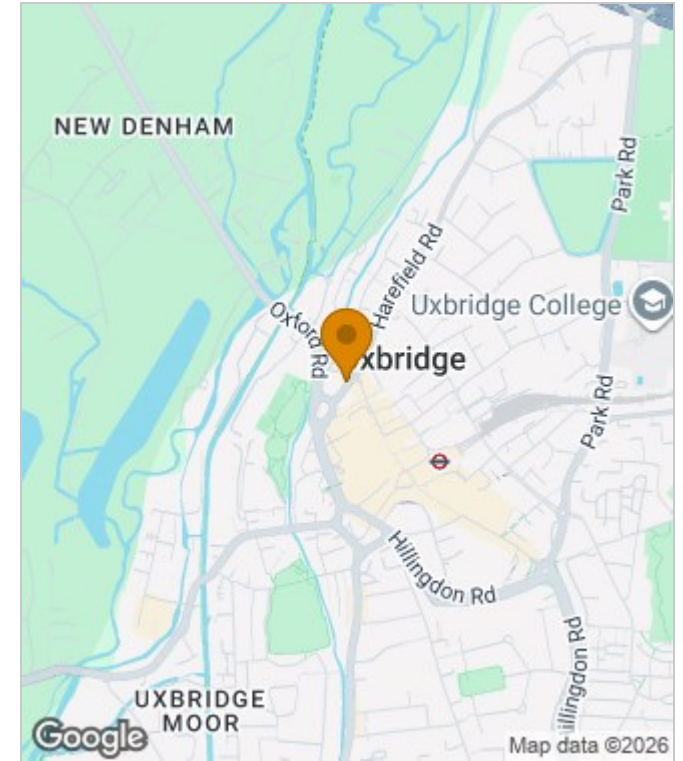 NEW DENHAM
Park Rd
Harefield Rd
Uxbridge College
Oxford Rd
xbridge
Park Rd
Hillingdon Rd
illingdon Rd
UXBRIDGE
MOOR
Google
Map data ©2026